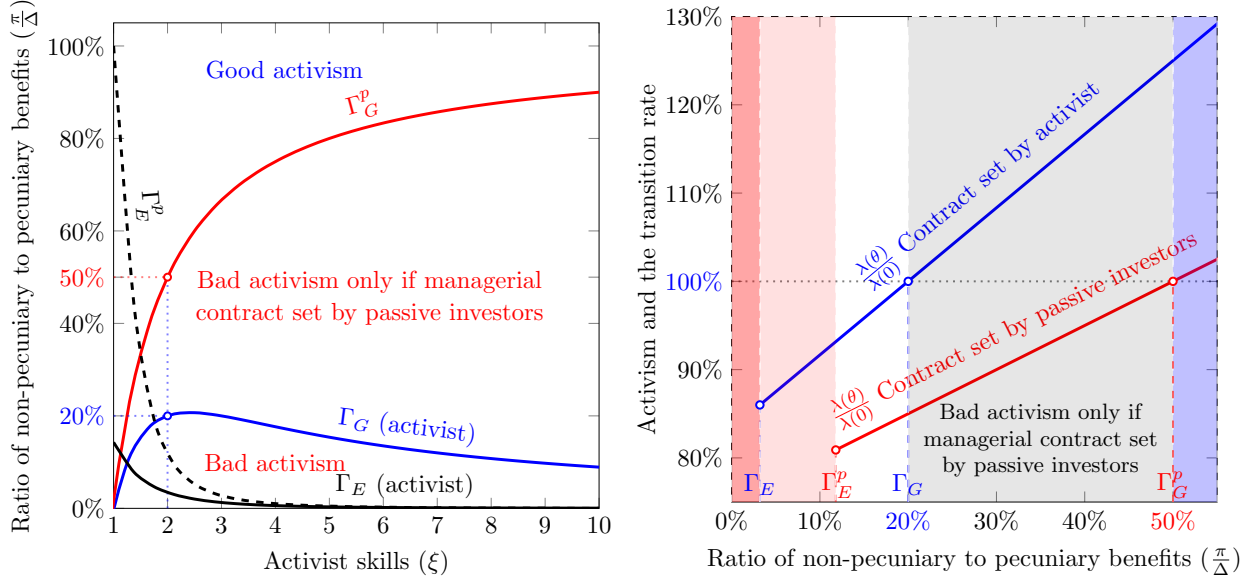 Ratio of non-pecuniary to pecuniary benefits (π/Δ)
100%
80%
60%
50%
40%
20%
0%
Good activism
Γ_G^p
Γ_E^p
Bad activism only if managerial
contract set by passive investors
Γ_G (activist)
Bad activism
Γ_E (activist)
1 2 3 4 5 6 7 8 9 10
Activist skills (ξ)
Activism and the transition rate
130%
120%
110%
100%
90%
80%
λ(θ)/λ(0) Contract set by activist
λ(θ)/λ(0) Contract set by passive investors
Bad activism only if
managerial contract set
by passive investors
Γ_E Γ_E^p Γ_G Γ_G^p
0% 10% 20% 30% 40% 50%
Ratio of non-pecuniary to pecuniary benefits (π/Δ)